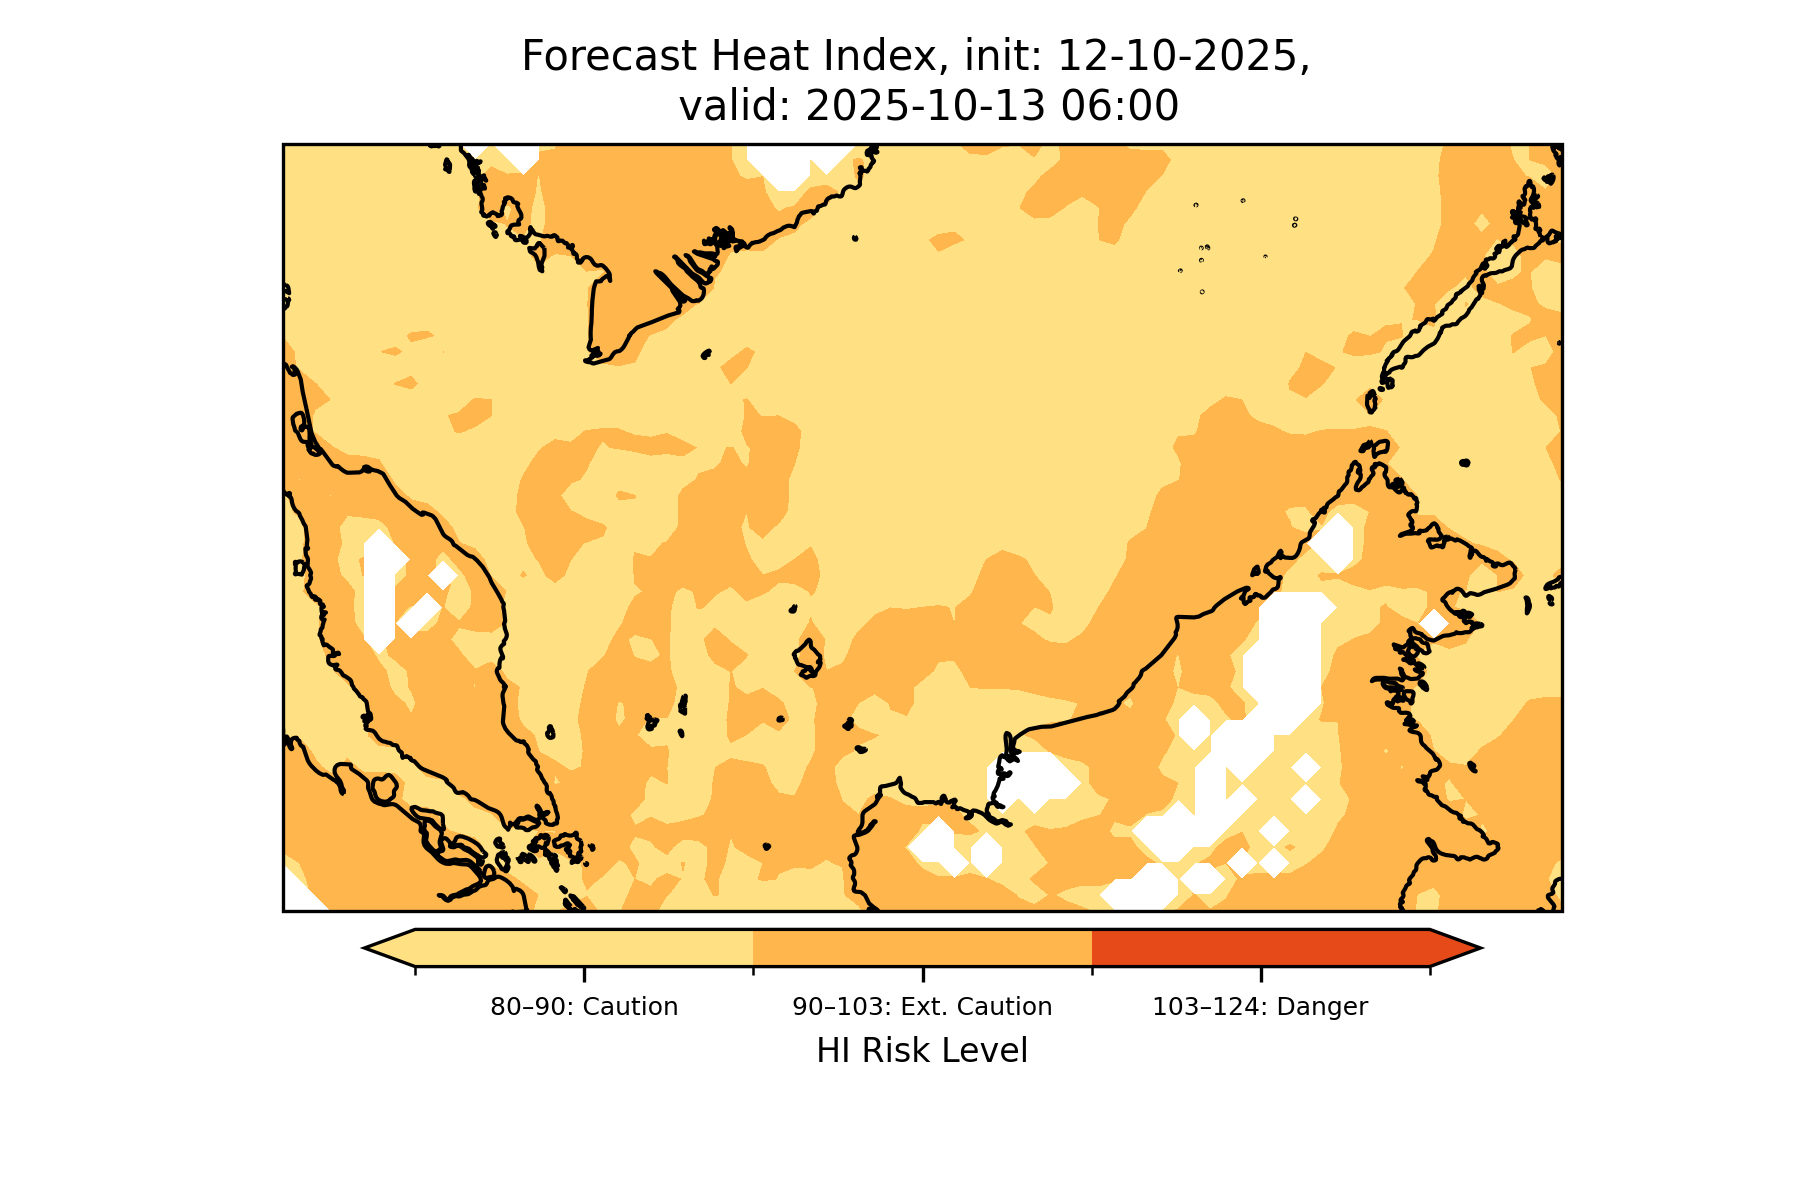 Forecast Heat Index, init: 12-10-2025,
valid: 2025-10-13 06:00
80–90: Caution
90–103: Ext. Caution
103–124: Danger
HI Risk Level